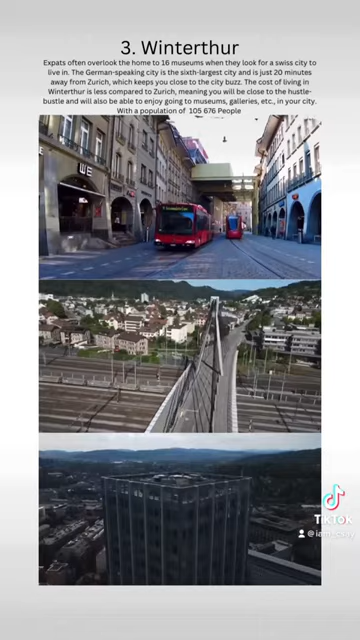 3. Winterthur
Expats often overlook the home to 16 museums when they look for a swiss city to
live in. The German-speaking city is the sixth-largest city and is just 20 minutes
away from Zurich, which keeps you close to the city buzz. The cost of living in
Winterthur is less compared to Zurich, meaning you will be close to the hustle-
bustle and will also be able to enjoy going to museums, galleries, etc., in your city.
With a population of 105 676 People
WE
TikTok